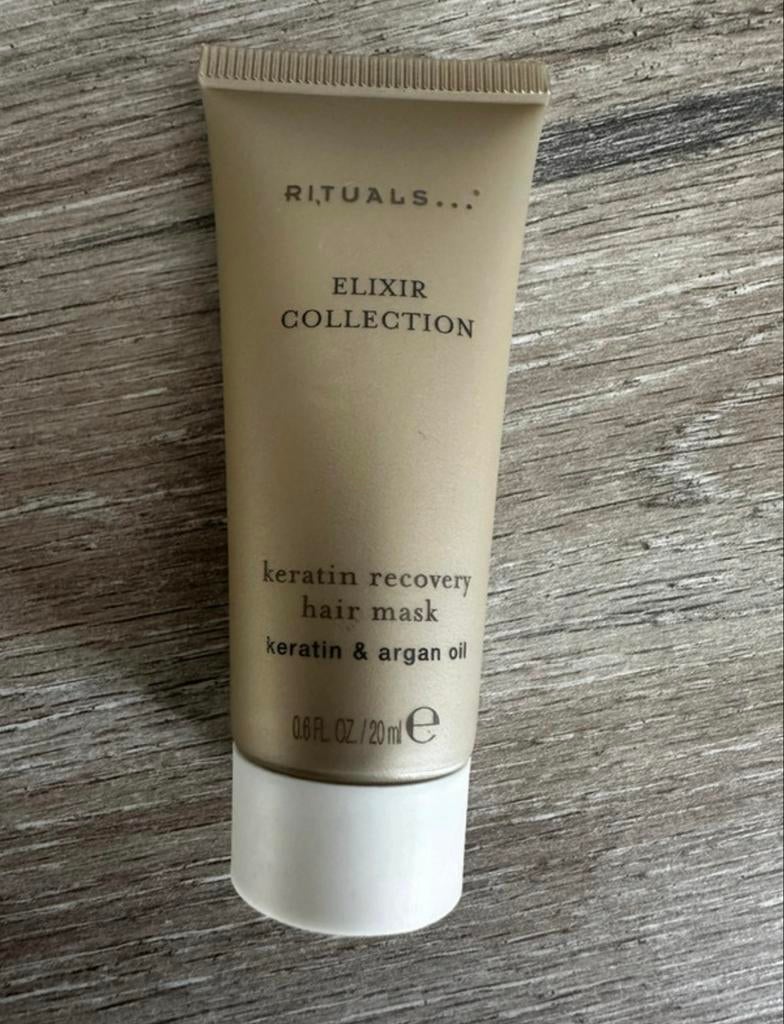 RITUALS...®
ELIXIR
COLLECTION
keratin recovery
hair mask
keratin & argan oil
0.6 FL. OZ. / 20 ml ℮